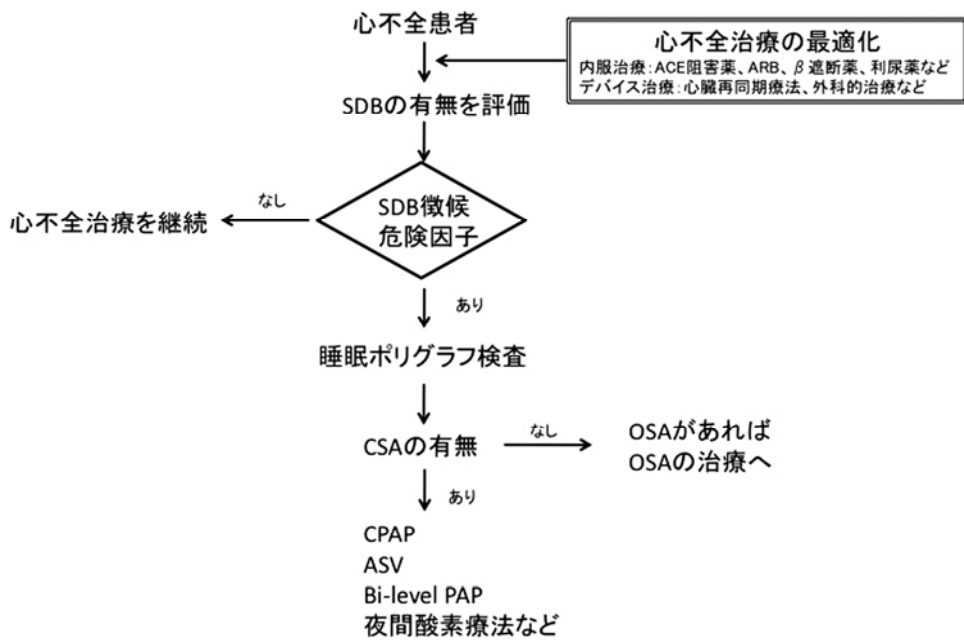 心不全患者
心不全治療の最適化
内服治療：ACE阻害薬、ARB、β遮断薬、利尿薬など
デバイス治療：心臓再同期療法、外科的治療など
SDBの有無を評価
なし
SDB徴候
危険因子
心不全治療を継続
あり
睡眠ポリグラフ検査
CSAの有無
なし
OSAがあれば
OSAの治療へ
あり
CPAP
ASV
Bi-level PAP
夜間酸素療法など